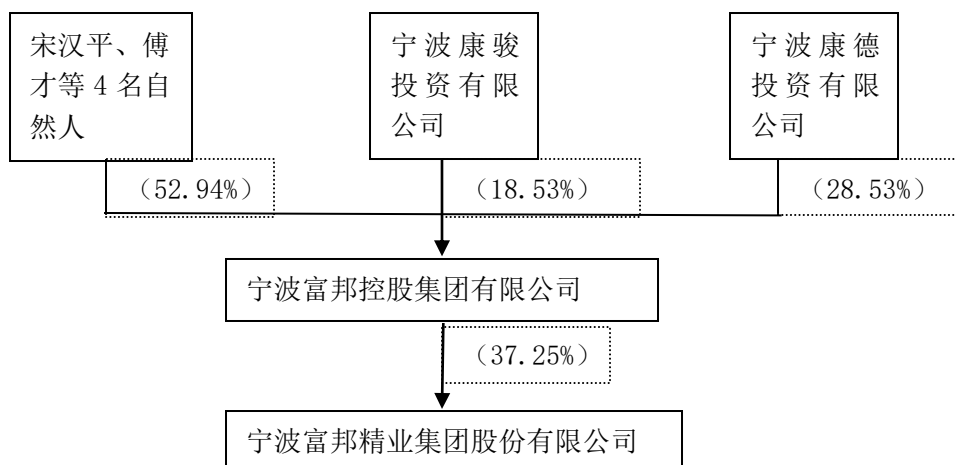 宋汉平、傅
才等 4 名自
然人
宁波康骏
投资有限
公司
宁波康德
投资有限
公司
（52.94%）
（18.53%）
（28.53%）
宁波富邦控股集团有限公司
（37.25%）
宁波富邦精业集团股份有限公司